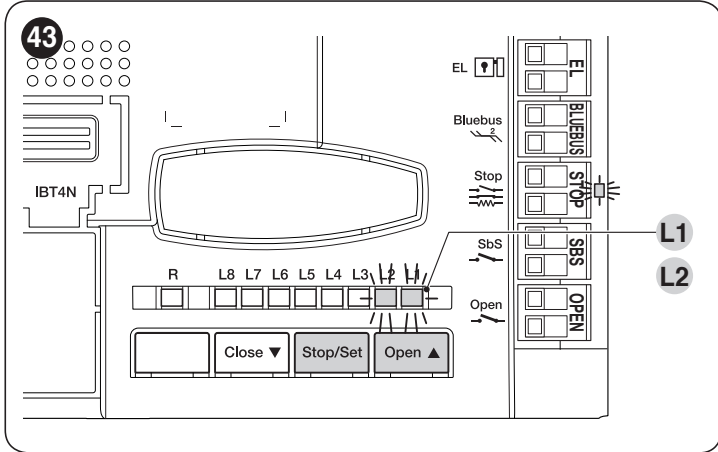 43
EL
EL
Bluebus
2
BLUEBUS
Stop
STOP
IBT4N
SbS
SBS
L1
L2
R L8 L7 L6 L5 L4 L3 L2 L1
Open
OPEN
Close ▼ Stop/Set Open ▲